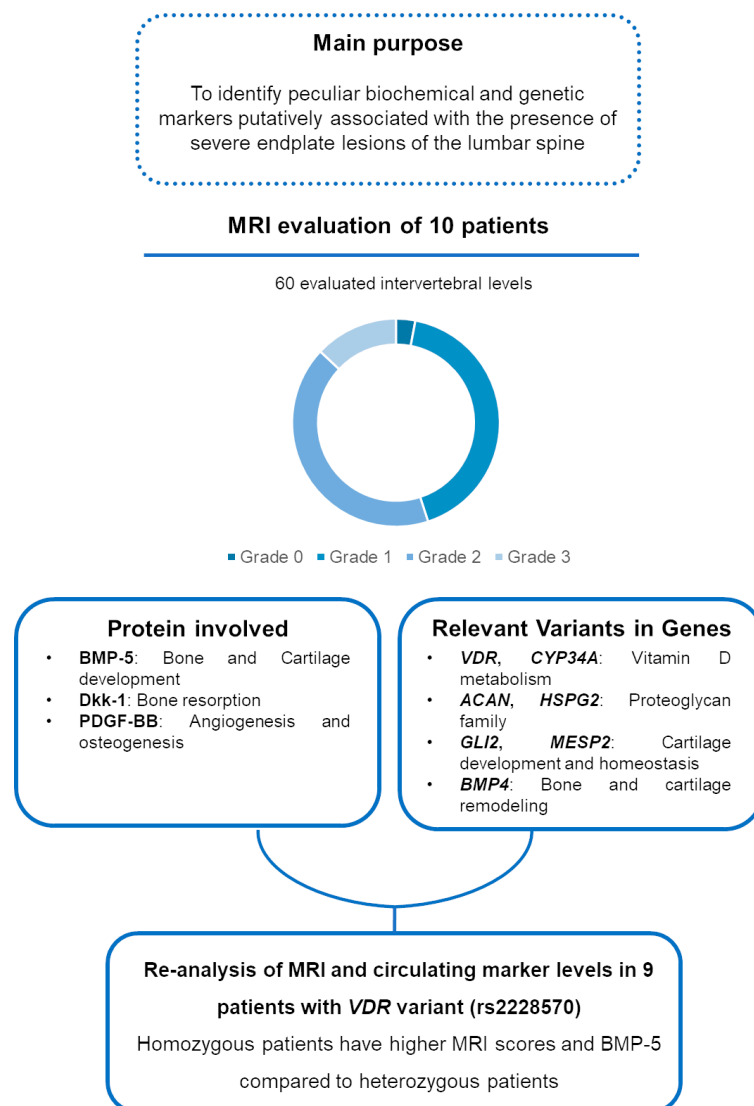 Main purpose
To identify peculiar biochemical and genetic
markers putatively associated with the presence of
severe endplate lesions of the lumbar spine
MRI evaluation of 10 patients
60 evaluated intervertebral levels
Grade 0 Grade 1 Grade 2 Grade 3
Protein involved
• BMP-5: Bone and Cartilage
development
• Dkk-1: Bone resorption
• PDGF-BB: Angiogenesis and
osteogenesis
Relevant Variants in Genes
• VDR, CYP34A: Vitamin D
metabolism
• ACAN, HSPG2: Proteoglycan
family
• GLI2, MESP2: Cartilage
development and homeostasis
• BMP4: Bone and cartilage
remodeling
Re-analysis of MRI and circulating marker levels in 9
patients with VDR variant (rs2228570)
Homozygous patients have higher MRI scores and BMP-5
compared to heterozygous patients